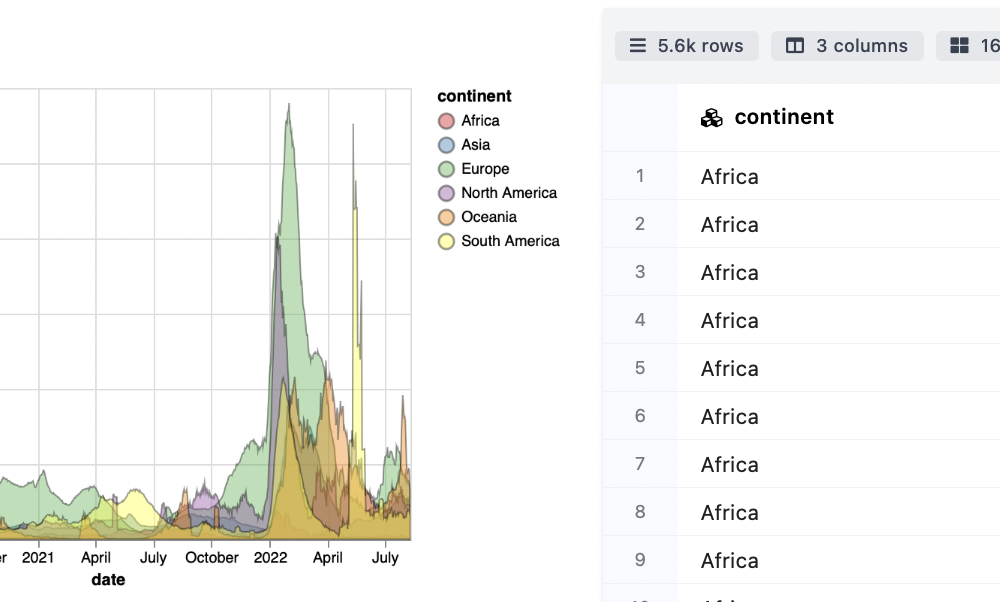 continent
Africa
Asia
Europe
North America
Oceania
South America
er 2021 April July October 2022 April July
date
5.6k rows 3 columns 16
continent
1 Africa
2 Africa
3 Africa
4 Africa
5 Africa
6 Africa
7 Africa
8 Africa
9 Africa